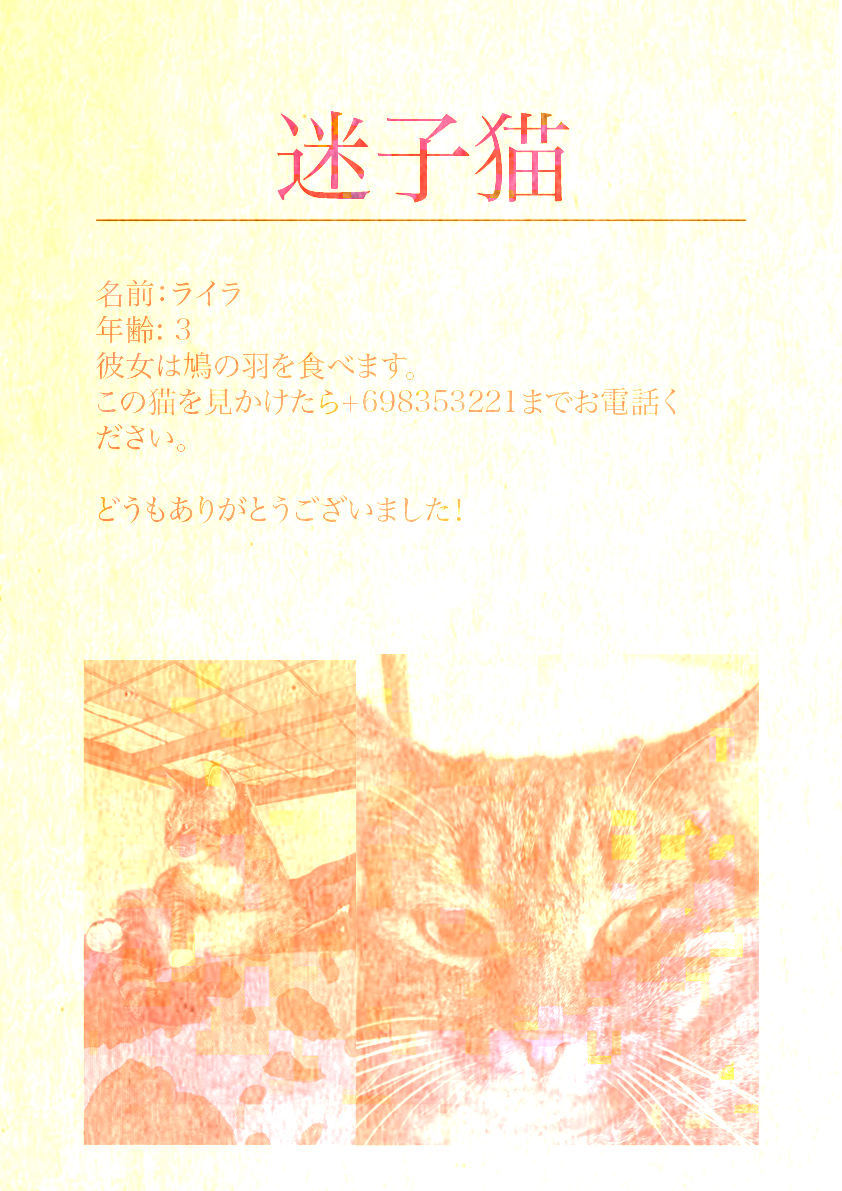 迷子猫
名前：ライラ
年齢: 3
彼女は鳩の羽を食べます。
この猫を見かけたら+698353221までお電話く
ださい。
どうもありがとうございました！